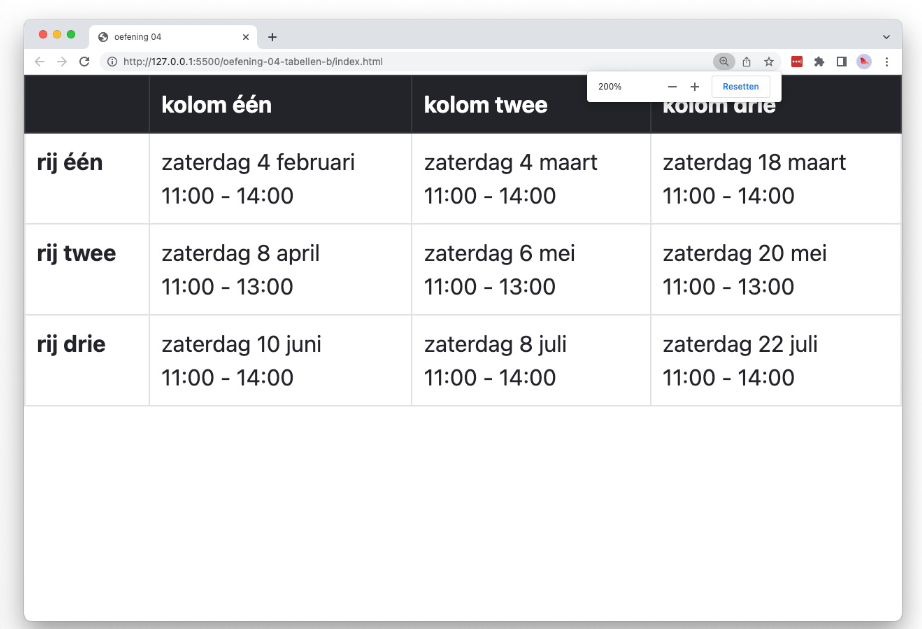 oefening 04
http://127.0.0.1:5500/oefening-04-tabellen-b/index.html
200%
Resetten
kolom één
kolom twee
kolom drie
rij één
zaterdag 4 februari
11:00 - 14:00
zaterdag 4 maart
11:00 - 14:00
zaterdag 18 maart
11:00 - 14:00
rij twee
zaterdag 8 april
11:00 - 13:00
zaterdag 6 mei
11:00 - 13:00
zaterdag 20 mei
11:00 - 13:00
rij drie
zaterdag 10 juni
11:00 - 14:00
zaterdag 8 juli
11:00 - 14:00
zaterdag 22 juli
11:00 - 14:00